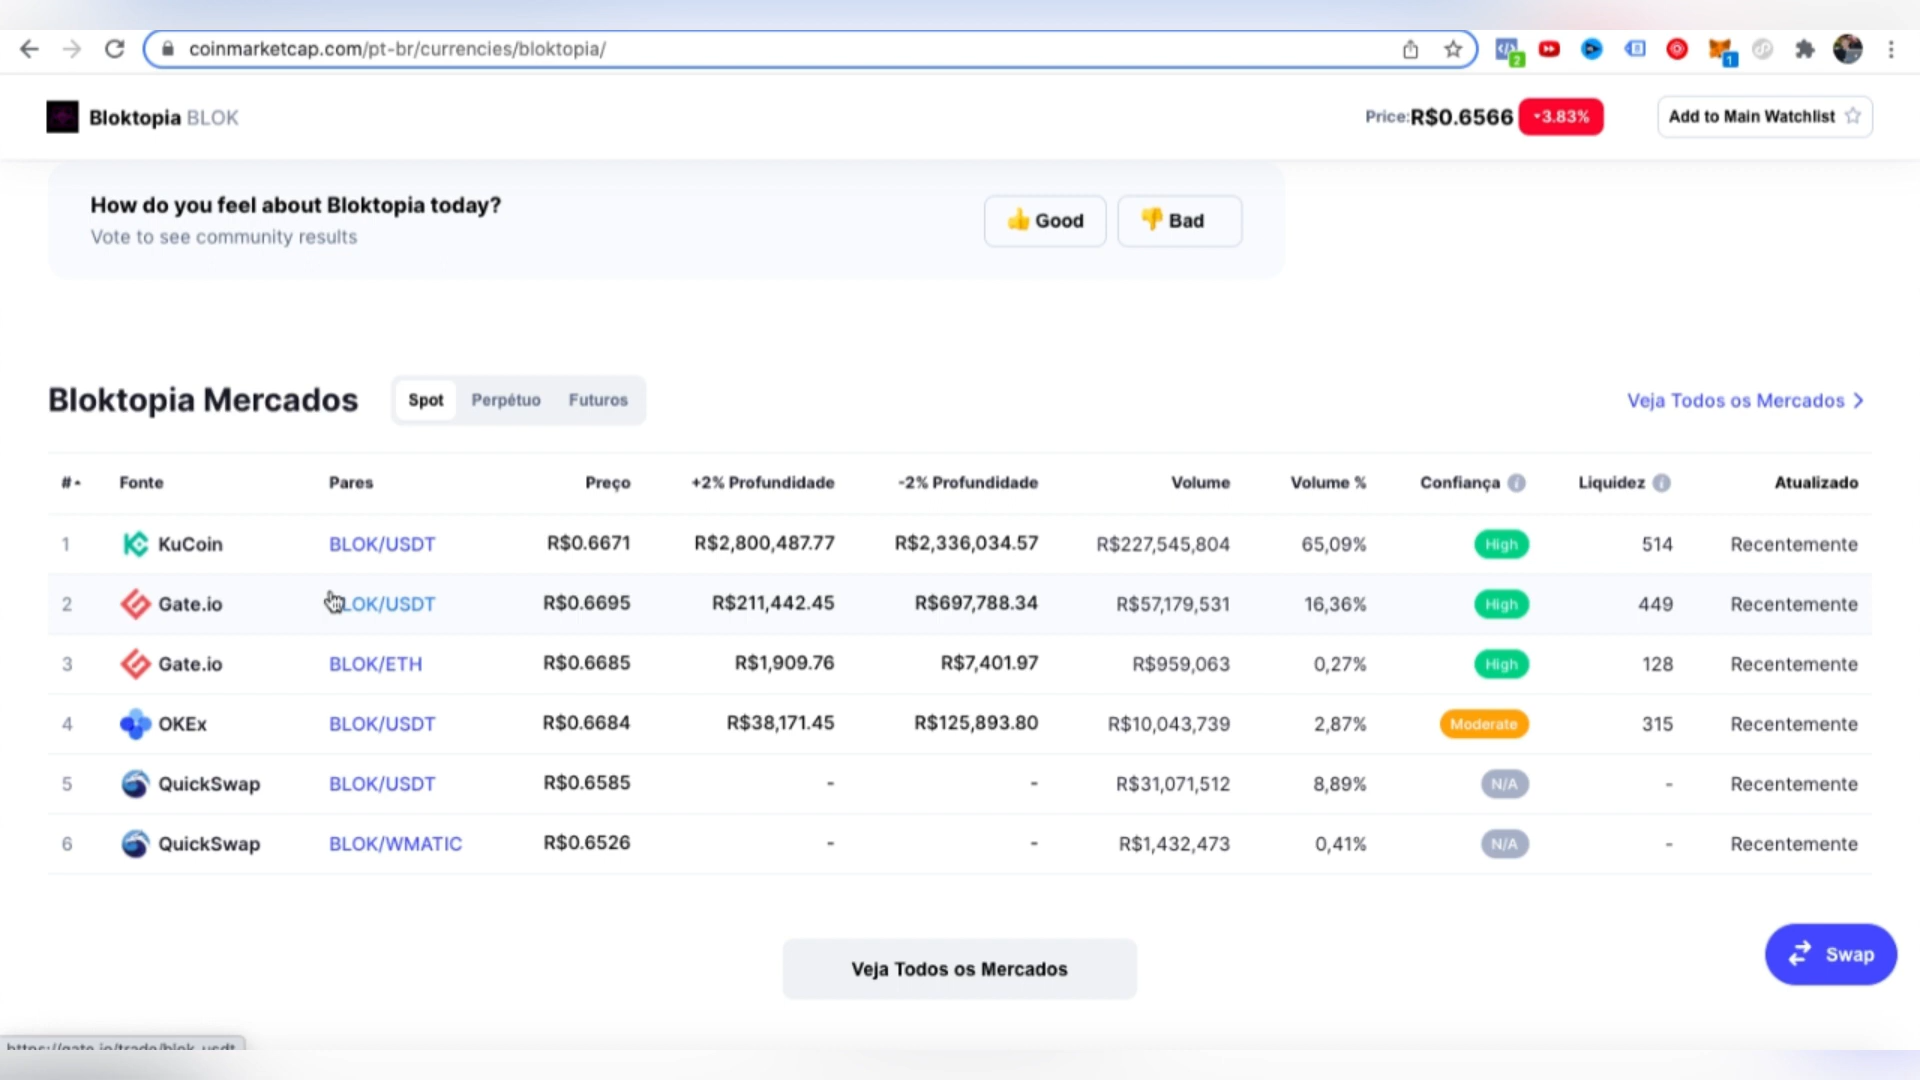 coinmarketcap.com/pt-br/currencies/bloktopia/
2
1
Bloktopia BLOK
Price:R$0.6566 3.83%
Add to Main Watchlist
How do you feel about Bloktopia today?
Vote to see community results
👍 Good
👎 Bad
Bloktopia Mercados
Spot Perpétuo Futuros
Veja Todos os Mercados
# Fonte Pares Preço +2% Profundidade -2% Profundidade Volume Volume % Confiança Liquidez Atualizado
1 KuCoin BLOK/USDT R$0.6671 R$2,800,487.77 R$2,336,034.57 R$227,545,804 65,09% High 514 Recentemente
2 Gate.io BLOK/USDT R$0.6695 R$211,442.45 R$697,788.34 R$57,179,531 16,36% High 449 Recentemente
3 Gate.io BLOK/ETH R$0.6685 R$1,909.76 R$7,401.97 R$959,063 0,27% High 128 Recentemente
4 OKEx BLOK/USDT R$0.6684 R$38,171.45 R$125,893.80 R$10,043,739 2,87% Moderate 315 Recentemente
5 QuickSwap BLOK/USDT R$0.6585 - - R$31,071,512 8,89% N/A - Recentemente
6 QuickSwap BLOK/WMATIC R$0.6526 - - R$1,432,473 0,41% N/A - Recentemente
Veja Todos os Mercados
Swap
https://gate.io/trade/blok_usdt